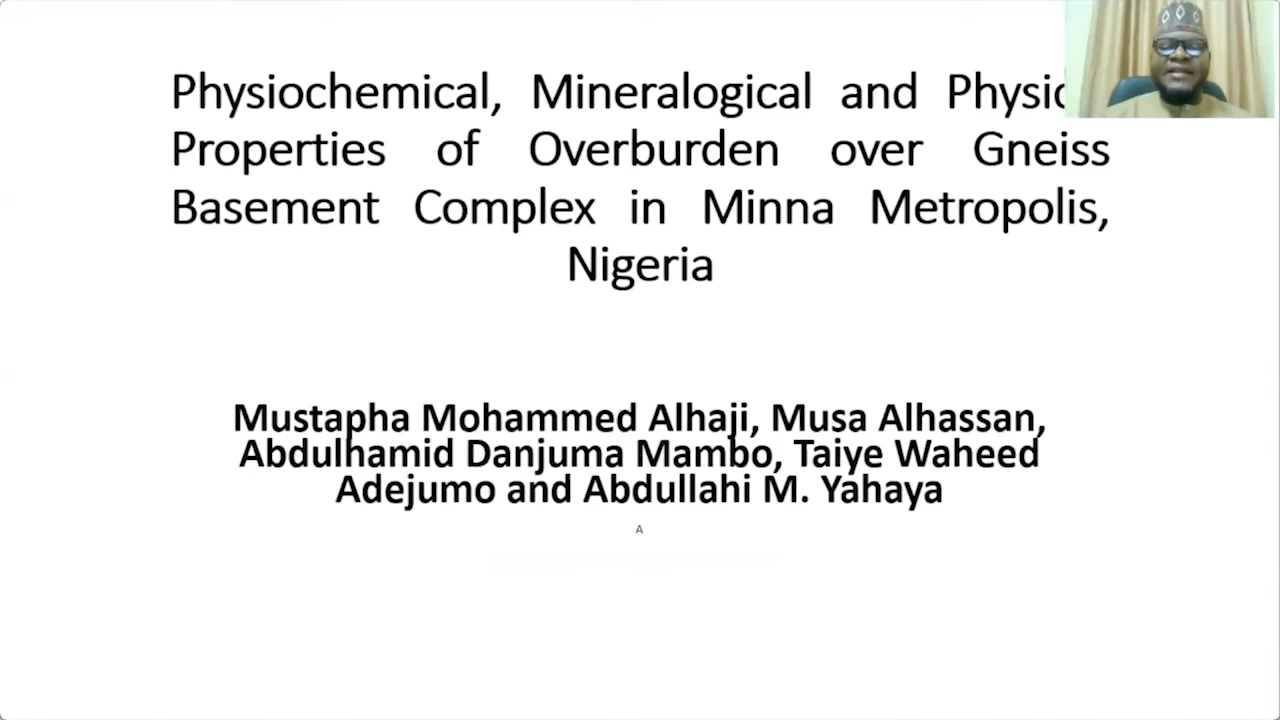 Physiochemical, Mineralogical and Physic
Properties of Overburden over Gneiss
Basement Complex in Minna Metropolis,
Nigeria
Mustapha Mohammed Alhaji, Musa Alhassan,
Abdulhamid Danjuma Mambo, Taiye Waheed
Adejumo and Abdullahi M. Yahaya
A